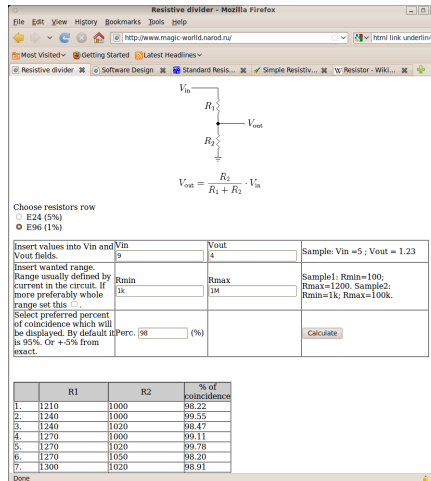 Resistive divider - Mozilla Firefox
File Edit View History Bookmarks Tools Help
http://www.magic-world.narod.ru/
html link underlin
Most Visited Getting Started Latest Headlines
Resistive divider Software Design Standard Resis... Simple Resistiv... Resistor - Wiki...
Vin
R1
Vout
R2
Vout = R2 / (R1 + R2) · Vin
Choose resistors row
E24 (5%)
E96 (1%)
Insert values into Vin and Vout fields.
Vin
9
Vout
4
Sample: Vin =5 ; Vout = 1.23
Insert wanted range.
Range usually defined by
current in the circuit. If
more preferably whole
range set this .
Rmin
1k
Rmax
1M
Sample1: Rmin=100;
Rmax=1200. Sample2:
Rmin=1k; Rmax=100k.
Select preferred percent
of coincedence which will
be displayed. By default it
is 95%. Or +-5% from
exact.
Perc. 98 (%)
Calculate
R1 R2 % of coincedence
1. 1210 1000 98.22
2. 1240 1000 99.55
3. 1240 1020 98.47
4. 1270 1000 99.11
5. 1270 1020 99.78
6. 1270 1050 98.20
7. 1300 1020 98.91
Done